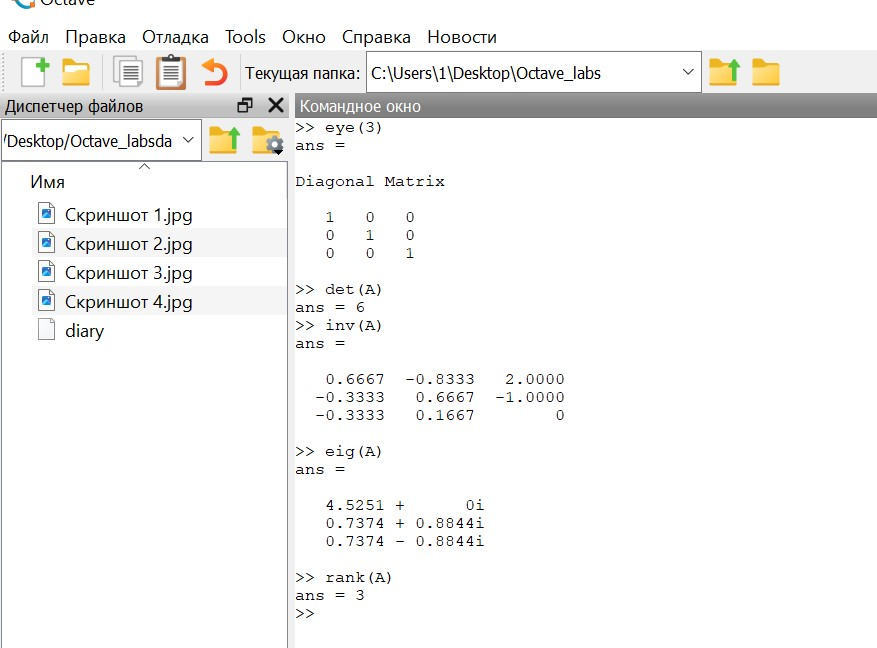 Octave
Файл Правка Отладка Tools Окно Справка Новости
Текущая папка: C:\Users\1\Desktop\Octave_labs
Диспетчер файлов
/Desktop/Octave_labsda
Имя
Скриншот 1.jpg
Скриншот 2.jpg
Скриншот 3.jpg
Скриншот 4.jpg
diary
Командное окно
>> eye(3)
ans =
Diagonal Matrix
1 0 0
0 1 0
0 0 1
>> det(A)
ans = 6
>> inv(A)
ans =
0.6667 -0.8333 2.0000
-0.3333 0.6667 -1.0000
-0.3333 0.1667 0
>> eig(A)
ans =
4.5251 + 0i
0.7374 + 0.8844i
0.7374 - 0.8844i
>> rank(A)
ans = 3
>>